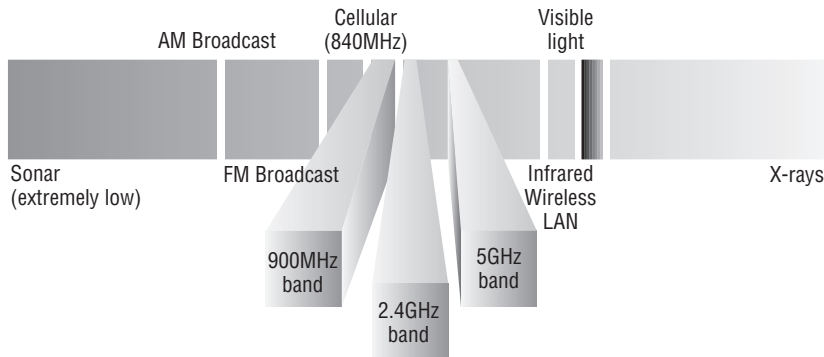 AM Broadcast
Cellular
(840MHz)
Visible
light
Sonar
(extremely low)
FM Broadcast
Infrared
Wireless
LAN
X-rays
900MHz
band
2.4GHz
band
5GHz
band